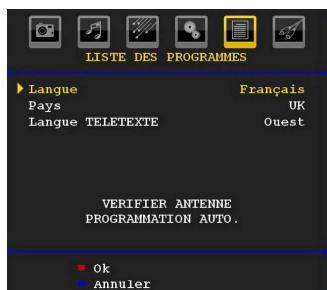 LISTE DES PROGRAMMES
Langue Français
Pays UK
Langue TELETEXTE Ouest
VERIFIER ANTENNE
PROGRAMMATION AUTO.
Ok
Annuler